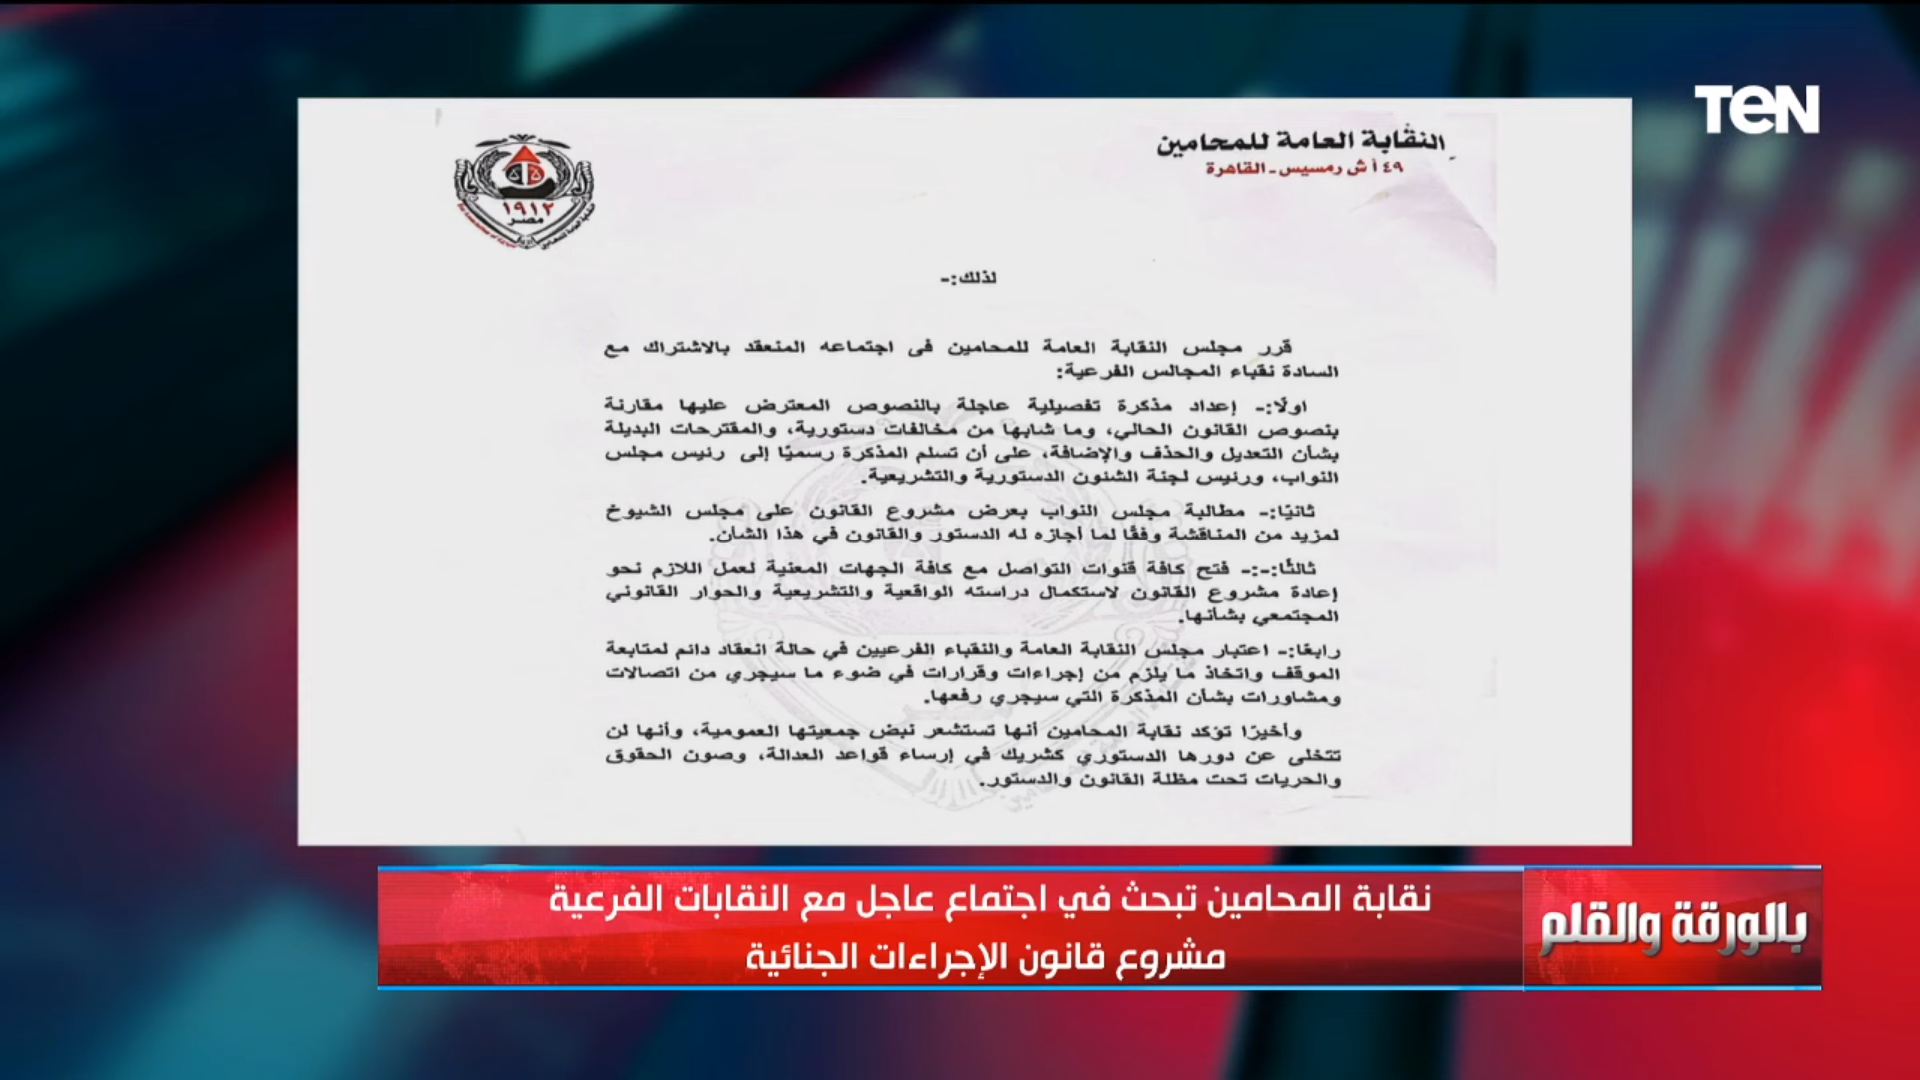 TeN
النقابة العامة للمحامين
٤٩ أ ش رمسيس - القاهرة
١٩١٢
مصر
لذلك:-
قرر مجلس النقابة العامة للمحامين فى اجتماعه المنعقد بالاشتراك مع
السادة نقباء المجالس الفرعية:
اولًا:- إعداد مذكرة تفصيلية عاجلة بالنصوص المعترض عليها مقارنة
بنصوص القانون الحالي، وما شابها من مخالفات دستورية، والمقترحات البديلة
بشأن التعديل والحذف والإضافة، على أن تسلم المذكرة رسميًا إلى رئيس مجلس
النواب، ورئيس لجنة الشئون الدستورية والتشريعية.
ثانيًا:- مطالبة مجلس النواب بعرض مشروع القانون على مجلس الشيوخ
لمزيد من المناقشة وفقًا لما أجازه له الدستور والقانون في هذا الشأن.
ثالثًا:-:- فتح كافة قنوات التواصل مع كافة الجهات المعنية لعمل اللازم نحو
إعادة مشروع القانون لاستكمال دراسته الواقعية والتشريعية والحوار القانوني
المجتمعي بشأنها.
رابعًا:- اعتبار مجلس النقابة العامة والنقباء الفرعيين في حالة انعقاد دائم لمتابعة
الموقف واتخاذ ما يلزم من إجراءات وقرارات في ضوء ما سيجري من اتصالات
ومشاورات بشأن المذكرة التي سيجري رفعها.
وأخيرًا تؤكد نقابة المحامين أنها تستشعر نبض جمعيتها العمومية، وأنها لن
تتخلى عن دورها الدستوري كشريك في إرساء قواعد العدالة، وصون الحقوق
والحريات تحت مظلة القانون والدستور.
نقابة المحامين تبحث في اجتماع عاجل مع النقابات الفرعية
مشروع قانون الإجراءات الجنائية
بالورقة والقلم